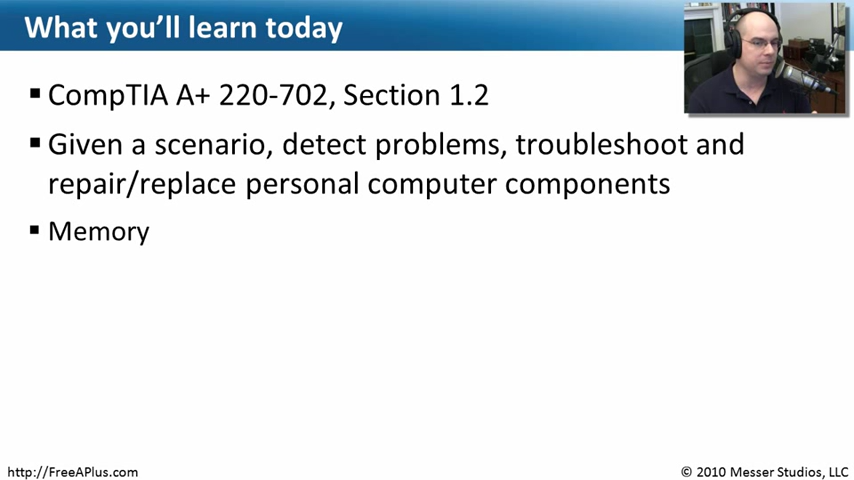 What you'll learn today
▪ CompTIA A+ 220-702, Section 1.2
▪ Given a scenario, detect problems, troubleshoot and
repair/replace personal computer components
▪ Memory
http://FreeAPlus.com
© 2010 Messer Studios, LLC